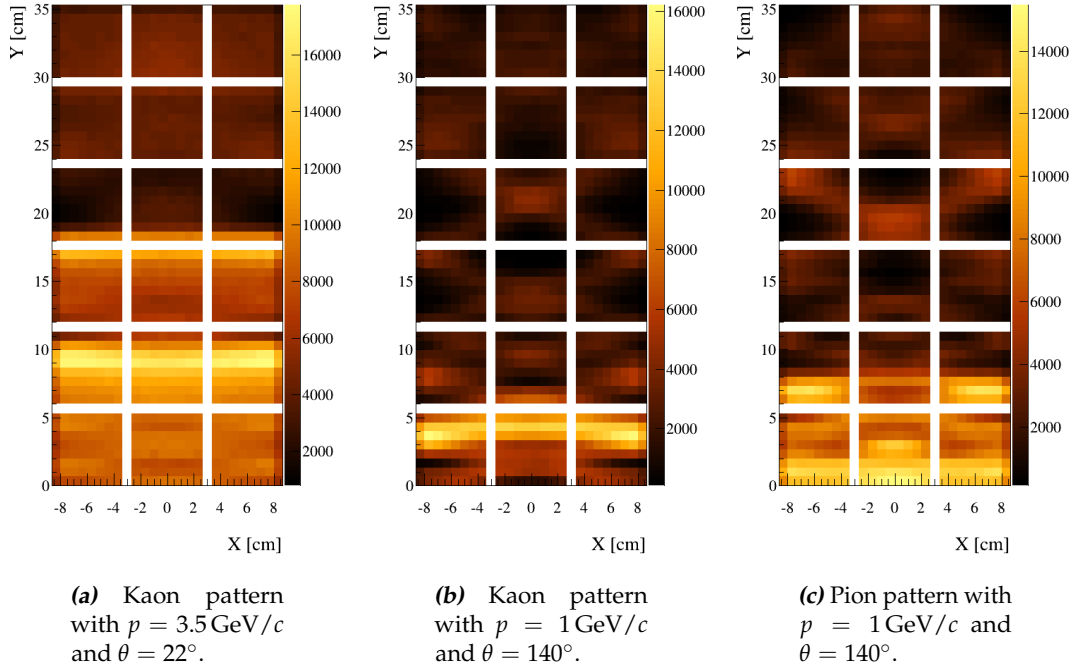 Y [cm]
35
30
25
20
15
10
5
0
-8 -6 -4 -2 0 2 4 6 8
X [cm]
16000
14000
12000
10000
8000
6000
4000
2000
Y [cm]
35
30
25
20
15
10
5
0
-8 -6 -4 -2 0 2 4 6 8
X [cm]
16000
14000
12000
10000
8000
6000
4000
2000
Y [cm]
35
30
25
20
15
10
5
0
-8 -6 -4 -2 0 2 4 6 8
X [cm]
14000
12000
10000
8000
6000
4000
2000
(a) Kaon pattern
with p = 3.5 GeV/c
and θ = 22°.
(b) Kaon pattern
with p = 1 GeV/c
and θ = 140°.
(c) Pion pattern with
p = 1 GeV/c and
θ = 140°.